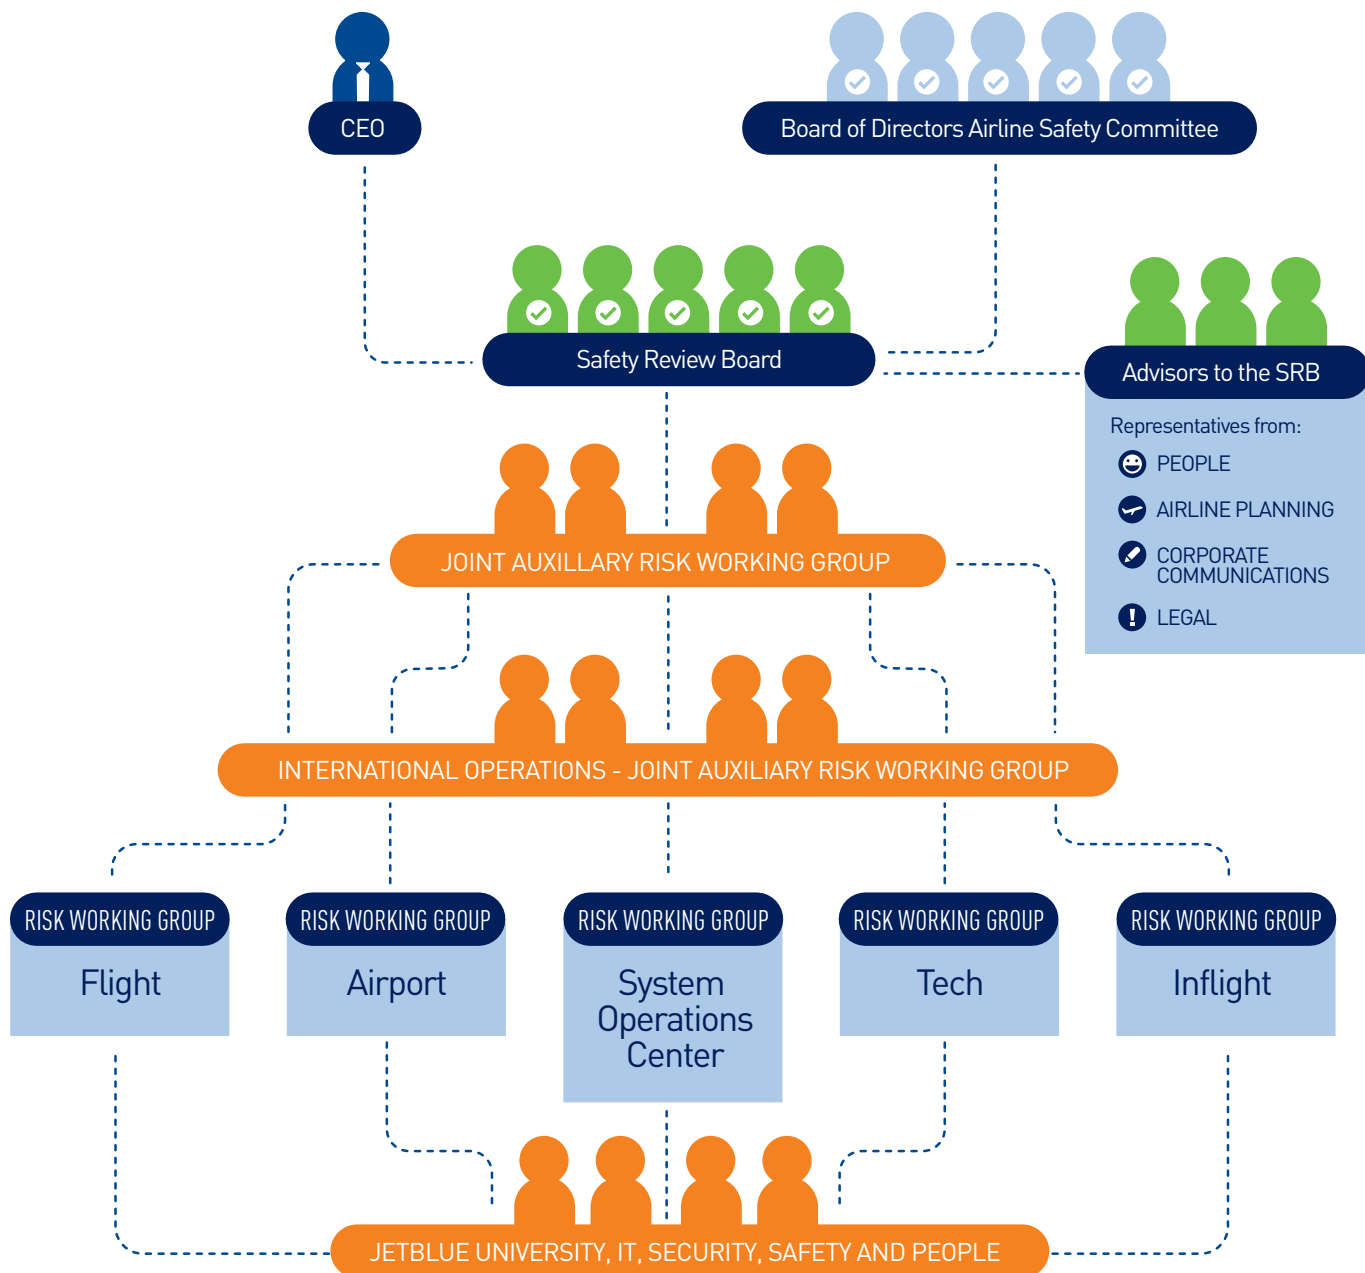 CEO
Board of Directors Airline Safety Committee
Safety Review Board
Advisors to the SRB
Representatives from:
PEOPLE
AIRLINE PLANNING
CORPORATE
COMMUNICATIONS
LEGAL
JOINT AUXILLARY RISK WORKING GROUP
INTERNATIONAL OPERATIONS - JOINT AUXILIARY RISK WORKING GROUP
RISK WORKING GROUP
Flight
RISK WORKING GROUP
Airport
RISK WORKING GROUP
System
Operations
Center
RISK WORKING GROUP
Tech
RISK WORKING GROUP
Inflight
JETBLUE UNIVERSITY, IT, SECURITY, SAFETY AND PEOPLE